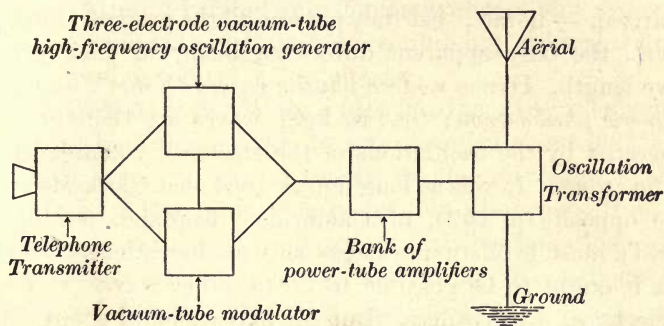 Three-electrode vacuum-tube
high-frequency oscillation generator
Aërial
Oscillation
Transformer
Telephone
Transmitter
Bank of
power-tube amplifiers
Vacuum-tube modulator
Ground